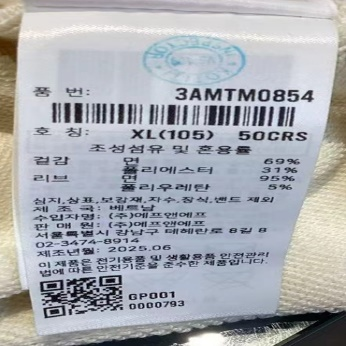 품 번: 3AMTM0854
호 칭: XL(105) 50CRS
조성섬유 및 혼용률
겉감 면 69%
폴리에스터 31%
리브 면 95%
폴리우레탄 5%
심지,상표,보강재,자수,장식,밴드 제외
제 조 국: 베트남
수입자명: (주)에프앤에프
판 매 원: (주)에프앤에프
서울특별시 강남구 테헤란로 8길 8
02-3474-8914
제조년월: 2025.06
이 제품은 전기용품 및 생활용품 안전관리
법에 따른 안전기준을 준수한 제품입니다.
GP001
0000793